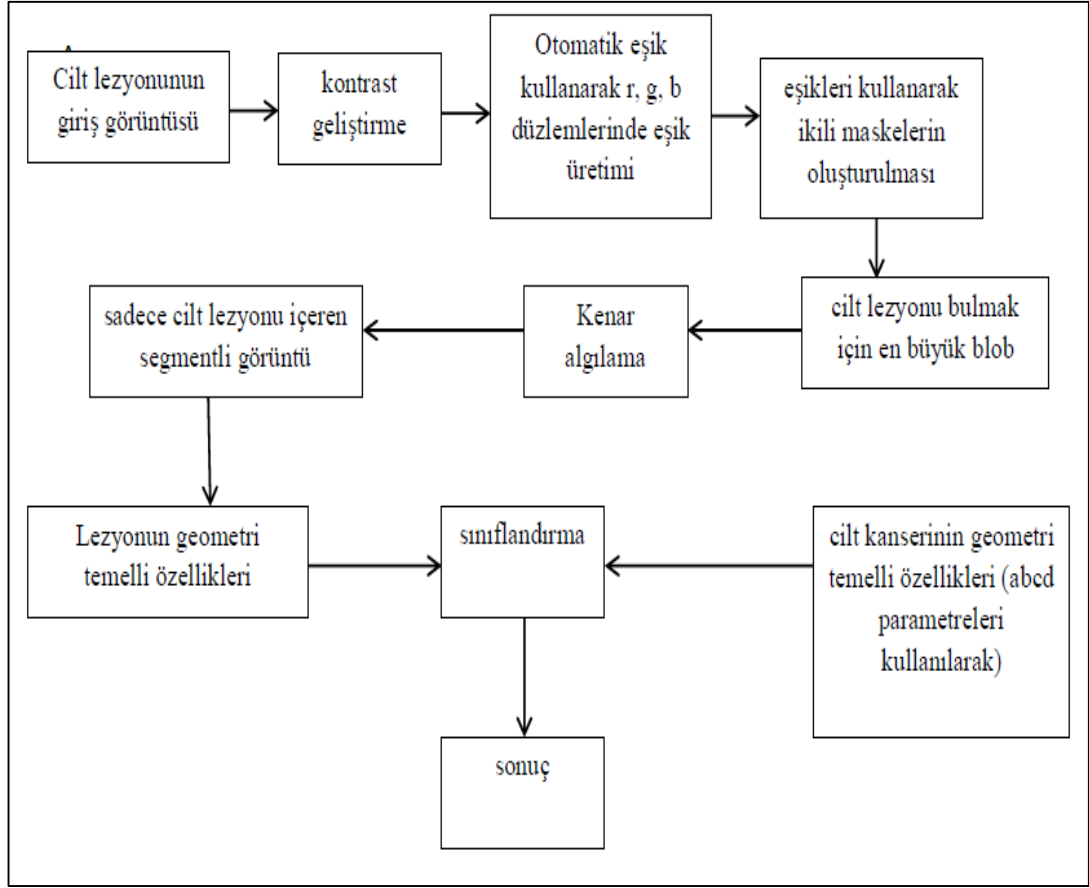 Cilt lezyonunun
giriş görüntüsü
kontrast
geliştirme
Otomatik eşik
kullanarak r, g, b
düzlemlerinde eşik
üretimi
eşikleri kullanarak
ikili maskelerin
oluşturulması
cilt lezyonu bulmak
için en büyük blob
Kenar
algılama
sadece cilt lezyonu içeren
segmentli görüntü
Lezyonun geometri
temelli özellikleri
sınıflandırma
cilt kanserinin geometri
temelli özellikleri (abcd
parametreleri
kullanılarak)
sonuç